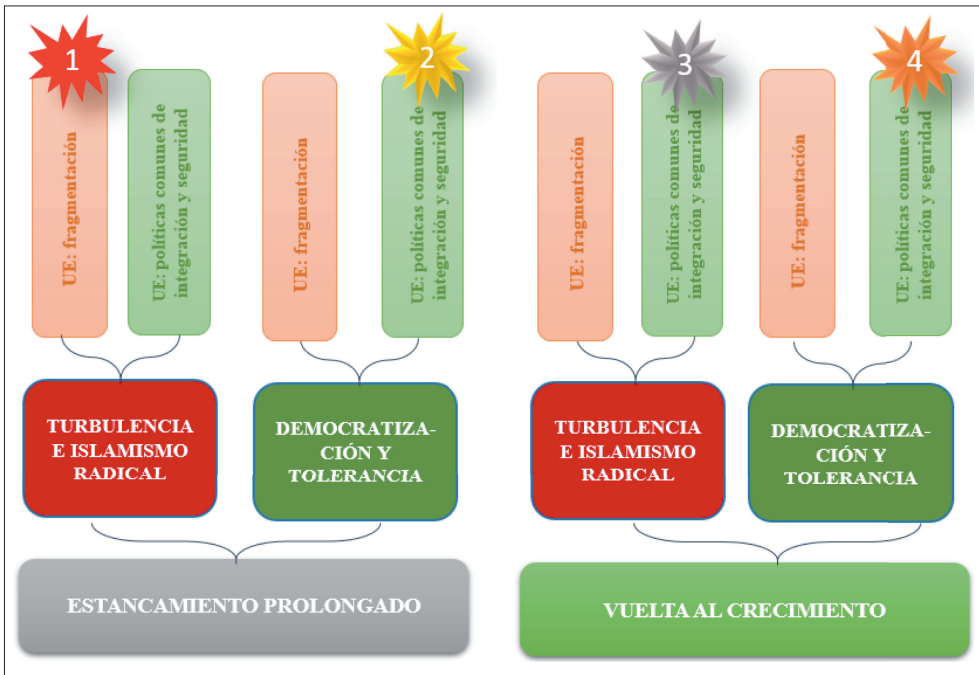 1
2
3
4
UE: fragmentación
UE: políticas comunes de
integración y seguridad
UE: fragmentación
UE: políticas comunes de
integración y seguridad
UE: fragmentación
UE: políticas comunes de
integración y seguridad
UE: fragmentación
UE: políticas comunes de
integración y seguridad
TURBULENCIA
E ISLAMISMO
RADICAL
DEMOCRATIZA-
CIÓN Y
TOLERANCIA
TURBULENCIA
E ISLAMISMO
RADICAL
DEMOCRATIZA-
CIÓN Y
TOLERANCIA
ESTANCAMIENTO PROLONGADO
VUELTA AL CRECIMIENTO